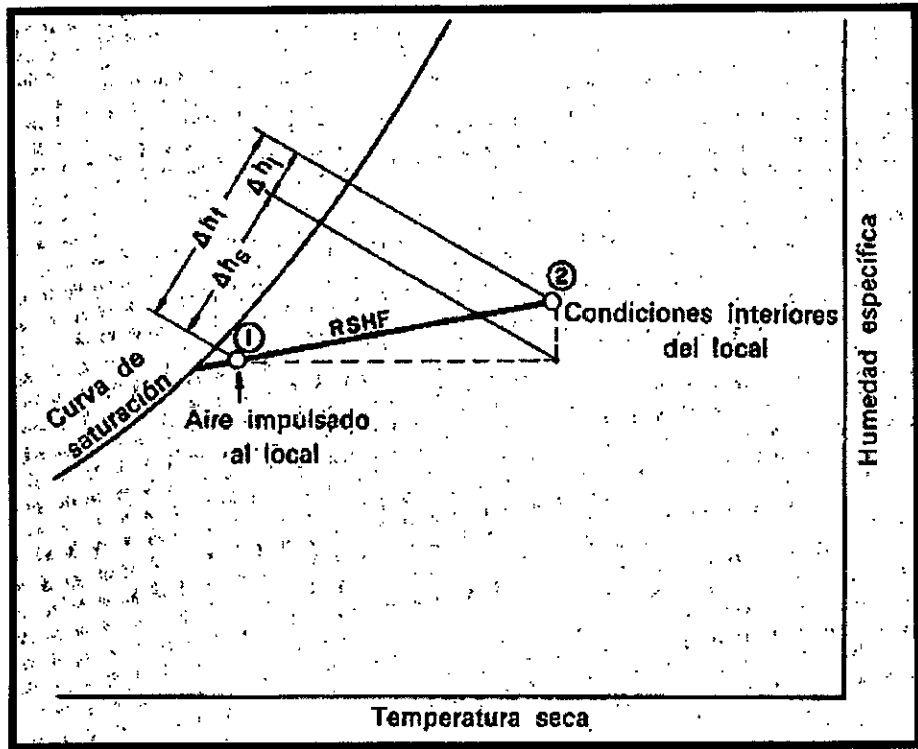 Δht
Δhs
Δhl
①
②
RSHF
Condiciones interiores
del local
Curva de
saturación
Aire impulsado
al local
Humedad específica
Temperatura seca